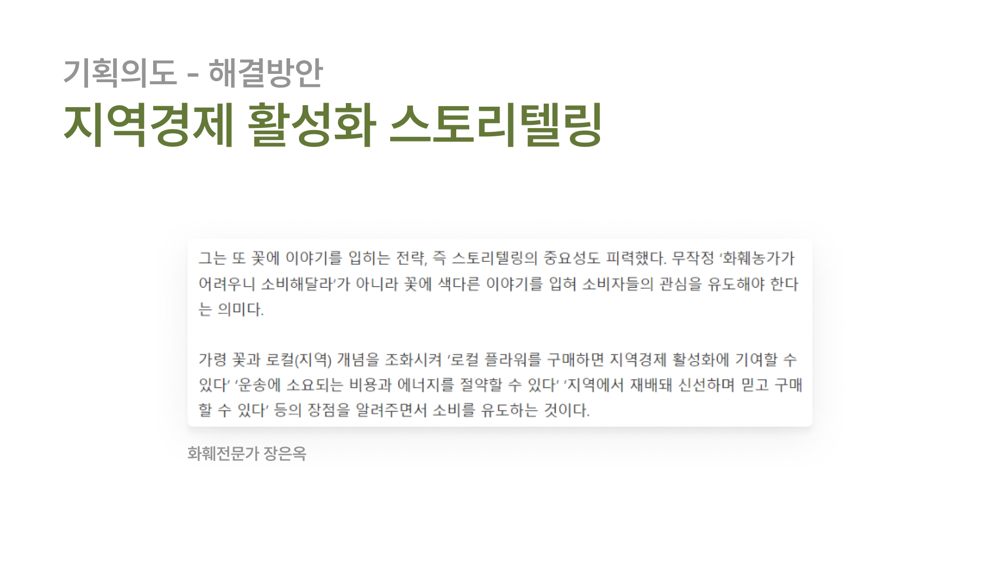 기획의도 - 해결방안
지역경제 활성화 스토리텔링
그는 또 꽃에 이야기를 입히는 전략, 즉 스토리텔링의 중요성도 피력했다. 무작정 ‘화훼농가가
어려우니 소비해달라’가 아니라 꽃에 색다른 이야기를 입혀 소비자들의 관심을 유도해야 한다
는 의미다.
가령 꽃과 로컬(지역) 개념을 조화시켜 ‘로컬 플라워를 구매하면 지역경제 활성화에 기여할 수
있다’ ‘운송에 소요되는 비용과 에너지를 절약할 수 있다’ ‘지역에서 재배돼 신선하며 믿고 구매
할 수 있다’ 등의 장점을 알려주면서 소비를 유도하는 것이다.
화훼전문가 장은옥